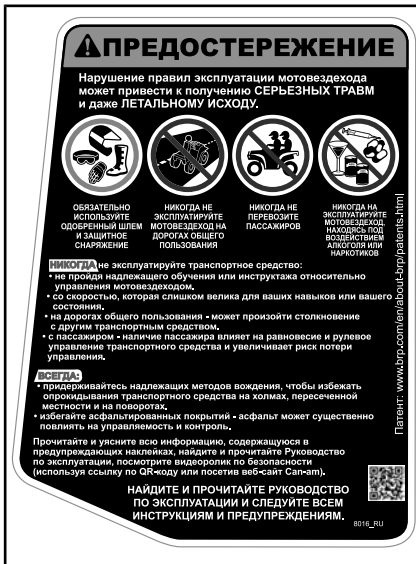 ПРЕДОСТЕРЕЖЕНИЕ
Нарушение правил эксплуатации мотовездехода
может привести к получению СЕРЬЕЗНЫХ ТРАВМ
и даже ЛЕТАЛЬНОМУ ИСХОДУ.
ОБЯЗАТЕЛЬНО
ИСПОЛЬЗУЙТЕ
ОДОБРЕННЫЙ ШЛЕМ
И ЗАЩИТНОЕ
СНАРЯЖЕНИЕ
НИКОГДА НЕ
ЭКСПЛУАТИРУЙТЕ
МОТОВЕЗДЕХОД НА
ДОРОГАХ ОБЩЕГО
ПОЛЬЗОВАНИЯ
НИКОГДА НЕ
ПЕРЕВОЗИТЕ
ПАССАЖИРОВ
НИКОГДА НА
ЭКСПЛУАТИРУЙТЕ
МОТОВЕЗДЕХОД,
НАХОДЯСЬ ПОД
ВОЗДЕЙСТВИЕМ
АЛКОГОЛЯ ИЛИ
НАРКОТИКОВ
НИКОГДА не эксплуатируйте транспортное средство:
• не пройдя надлежащего обучения или инструктажа относительно
управления мотовездеходом.
• со скоростью, которая слишком велика для ваших навыков или вашего
состояния.
• на дорогах общего пользования - может произойти столкновение
с другим транспортным средством.
• с пассажиром - наличие пассажира влияет на равновесие и рулевое
управление транспортного средства и увеличивает риск потери
управления.
ВСЕГДА:
• придерживайтесь надлежащих методов вождения, чтобы избежать
опрокидывания транспортного средства на холмах, пересеченной
местности и на поворотах.
• избегайте асфальтированных покрытий - асфальт может существенно
повлиять на управляемость и контроль.
Прочитайте и уясните всю информацию, содержащуюся в
предупреждающих наклейках, найдите и прочитайте Руководство
по эксплуатации, посмотрите видеоролик по безопасности
(используя ссылку по QR-коду или посетив веб-сайт Can-am).
НАЙДИТЕ И ПРОЧИТАЙТЕ РУКОВОДСТВО
ПО ЭКСПЛУАТАЦИИ И СЛЕДУЙТЕ ВСЕМ
ИНСТРУКЦИЯМ И ПРЕДУПРЕЖДЕНИЯМ.
8016_RU
Патент: www.brp.com/en/about-brp/patents.html